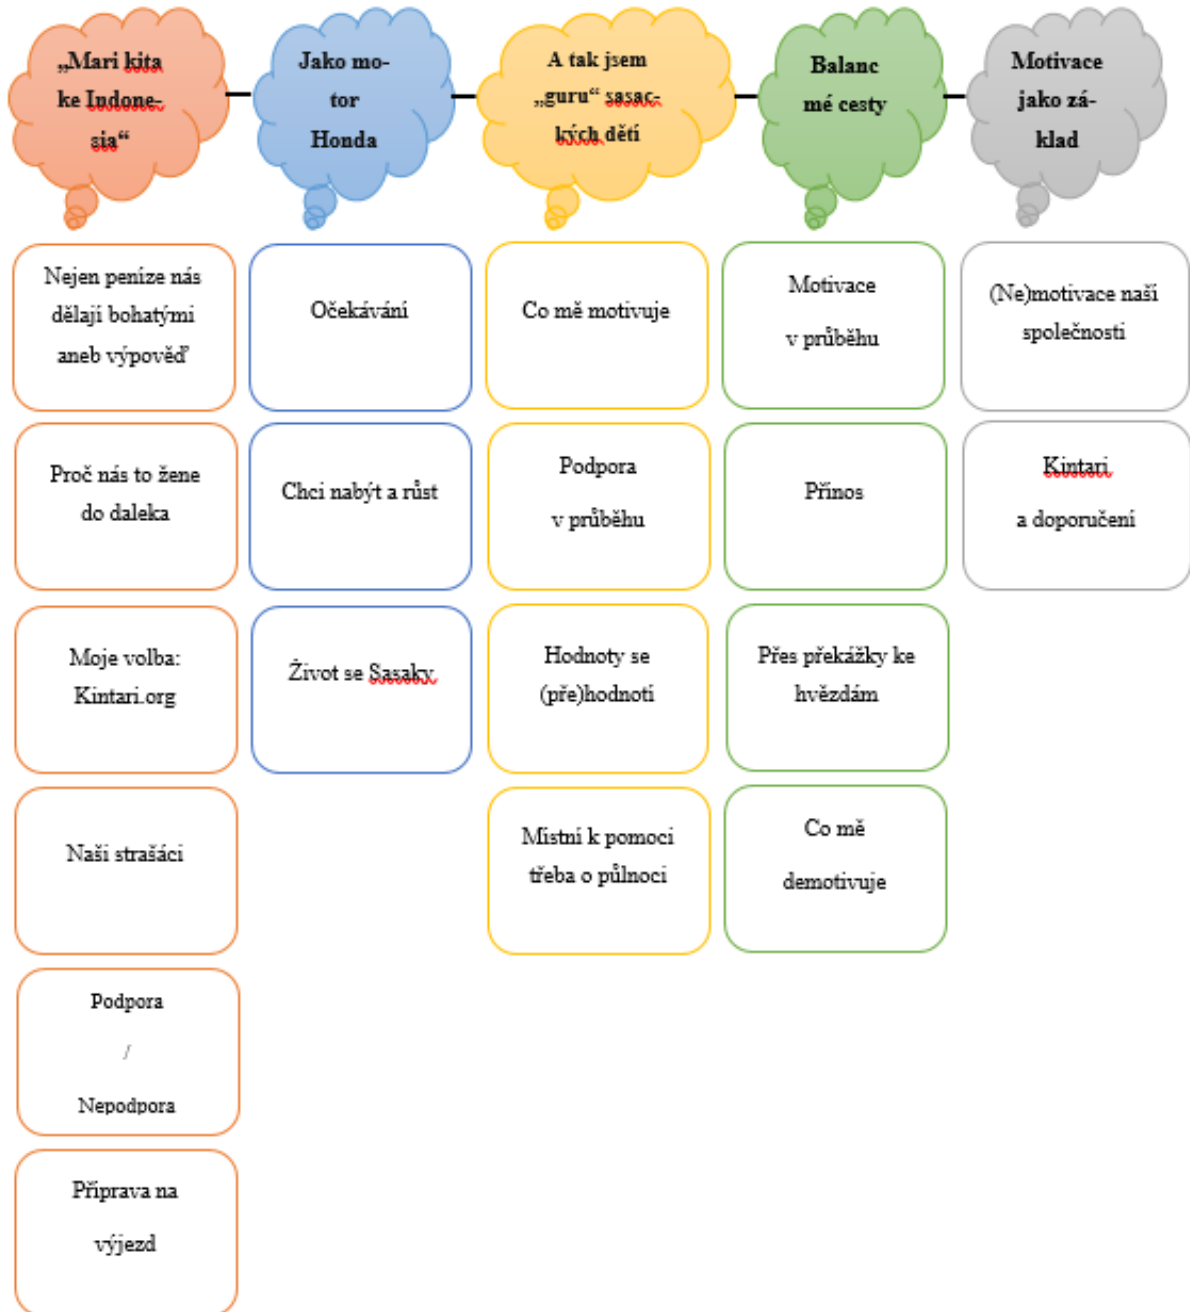 „Mari kita
ke Indone-
sia“
Jako mo-
tor
Honda
A tak jsem
„guru“ sasac-
kých dětí
Balanc
mé cesty
Motivace
jako zá-
klad
Nejen peníze nás
dělají bohatými
aneb výpověď
Očekávání
Co mě motivuje
Motivace
v průběhu
(Ne)motivace naší
společnosti
Proč nás to žene
do daleka
Chci nabýt a růst
Podpora
v průběhu
Přínos
Kintari
a doporučení
Moje volba:
Kintari.org
Život se Sasaky
Hodnoty se
(pře)hodnotí
Přes překážky ke
hvězdám
Naši strašáci
Místní k pomoci
třeba o půlnoci
Co mě
demotivuje
Podpora
/
Nepodpora
Příprava na
výjezd